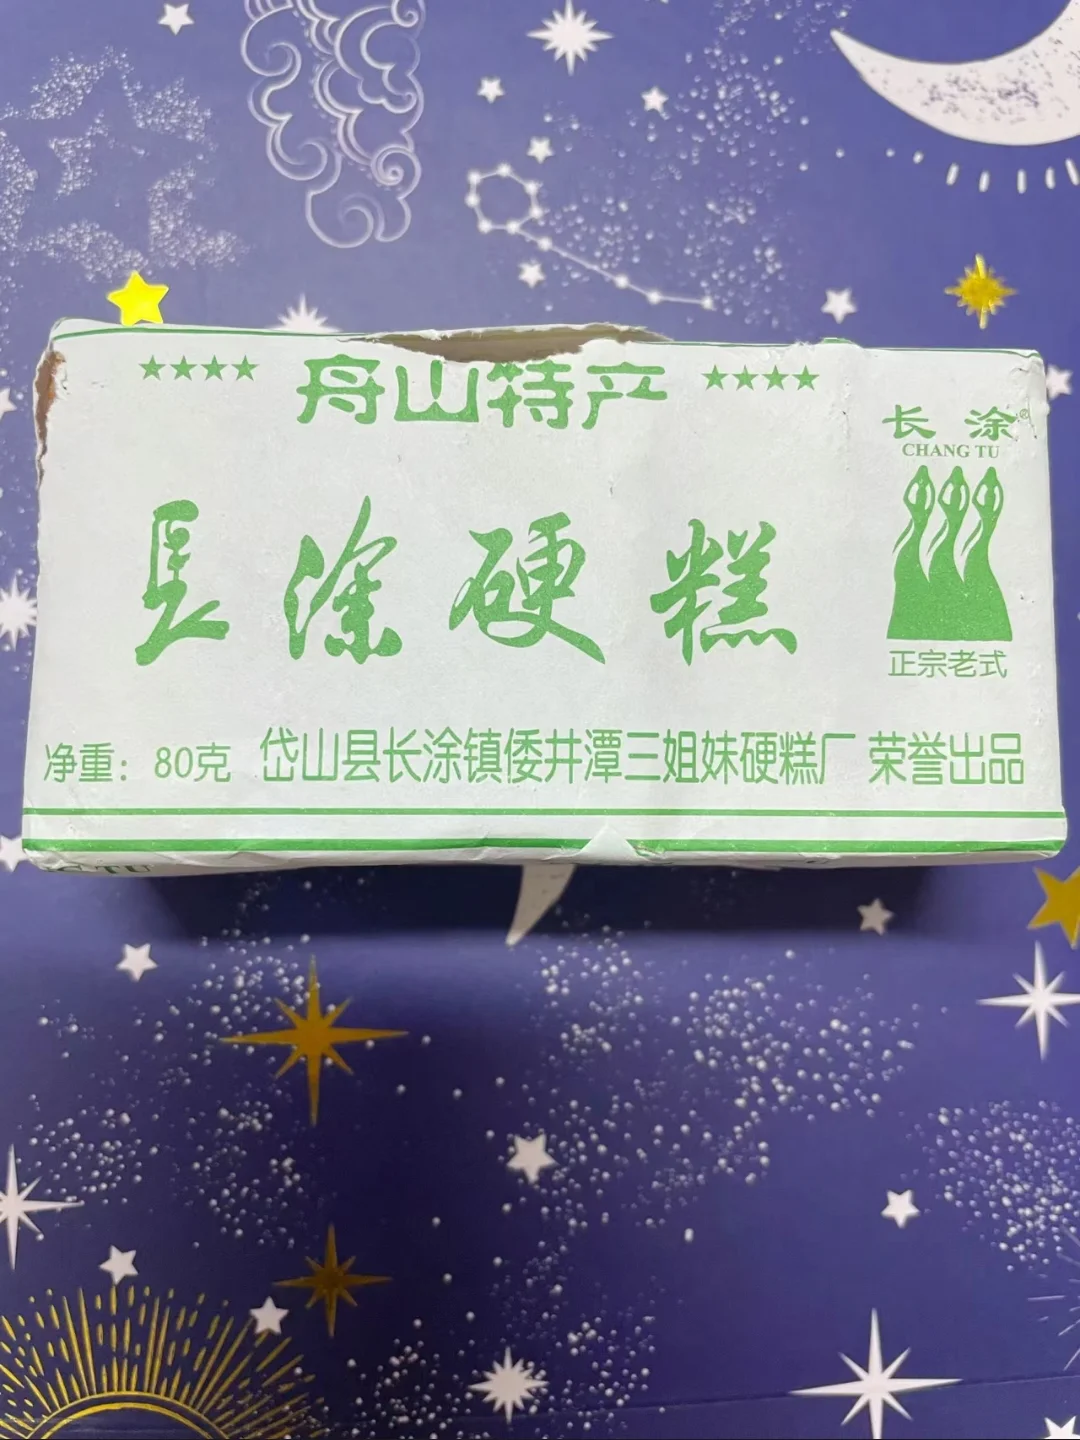 ★★★★ 舟山特产 ★★★★
长涂®
CHANG TU
長涂硬糕
正宗老式
净重：80克 岱山县长涂镇倭井潭三姐妹硬糕厂 荣誉出品